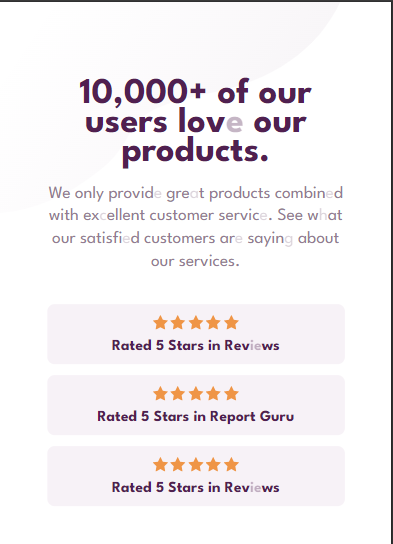 10,000+ of our
users love our
products.
We only provide great products combined
with excellent customer service. See what
our satisfied customers are saying about
our services.
Rated 5 Stars in Reviews
Rated 5 Stars in Report Guru
Rated 5 Stars in Reviews